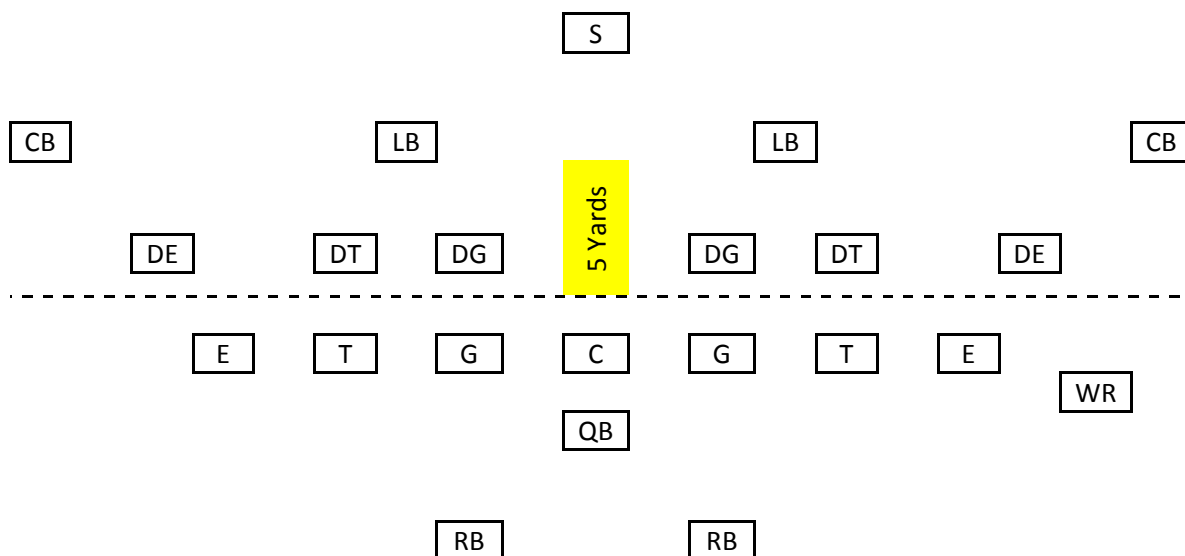 S
CB LB LB CB
5 Yards
DE DT DG DG DT DE
E T G C G T E
WR
QB
RB RB